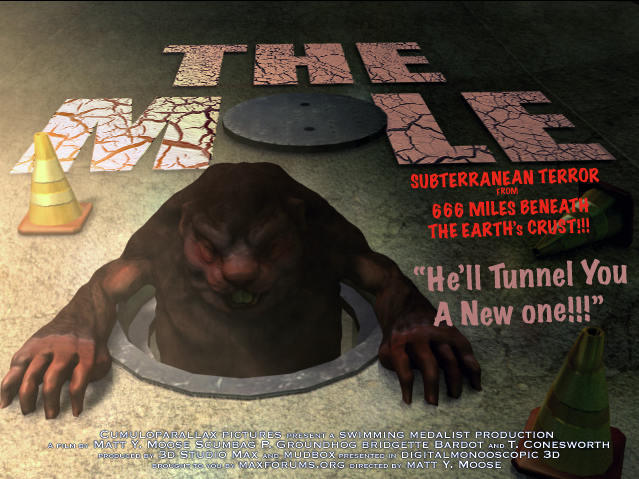 THE
MOLE
SUBTERRANEAN TERROR
FROM
666 MILES BENEATH
THE EARTH's CRUST!!!
"He'll Tunnel You
A New one!!!"
CUMULOPARALLAX PICTURES PRESENT A SWIMMING MEDALIST PRODUCTION
A FILM BY MATT Y. MOOSE SCUMBAG P. GROUNDHOG BRIDGETTE BARDOT AND T. CONESWORTH
PRODUCED BY 3D STUDIO MAX AND MUDBOX PRESENTED IN DIGITALMONOOSCOPIC 3D
BROUGHT TO YOU BY MAXFORUMS.ORG DIRECTED BY MATT Y. MOOSE